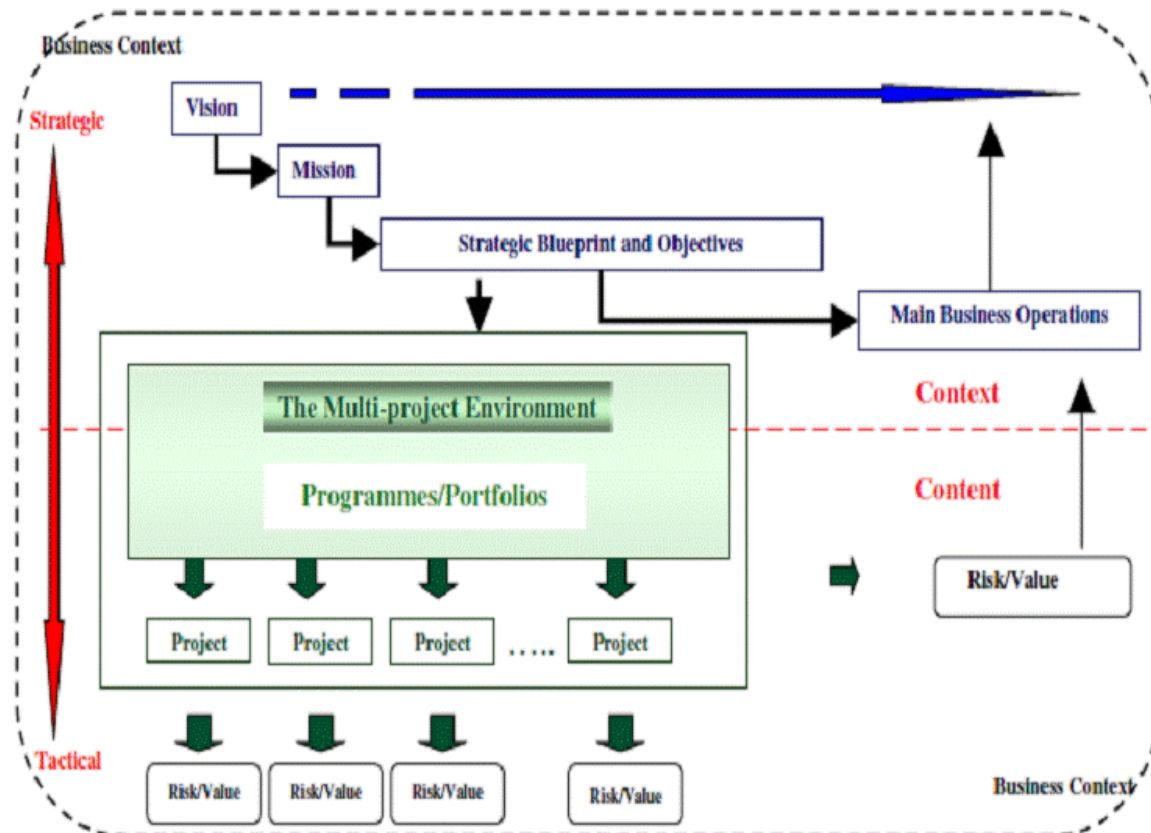 Business Context
Vision
Strategic
Mission
Strategic Blueprint and Objectives
Main Business Operations
The Multi-project Environment
Context
Programmes/Portfolios
Content
Risk/Value
Project
Project
Project
.....
Project
Tactical
Risk/Value
Risk/Value
Risk/Value
Risk/Value
Business Context